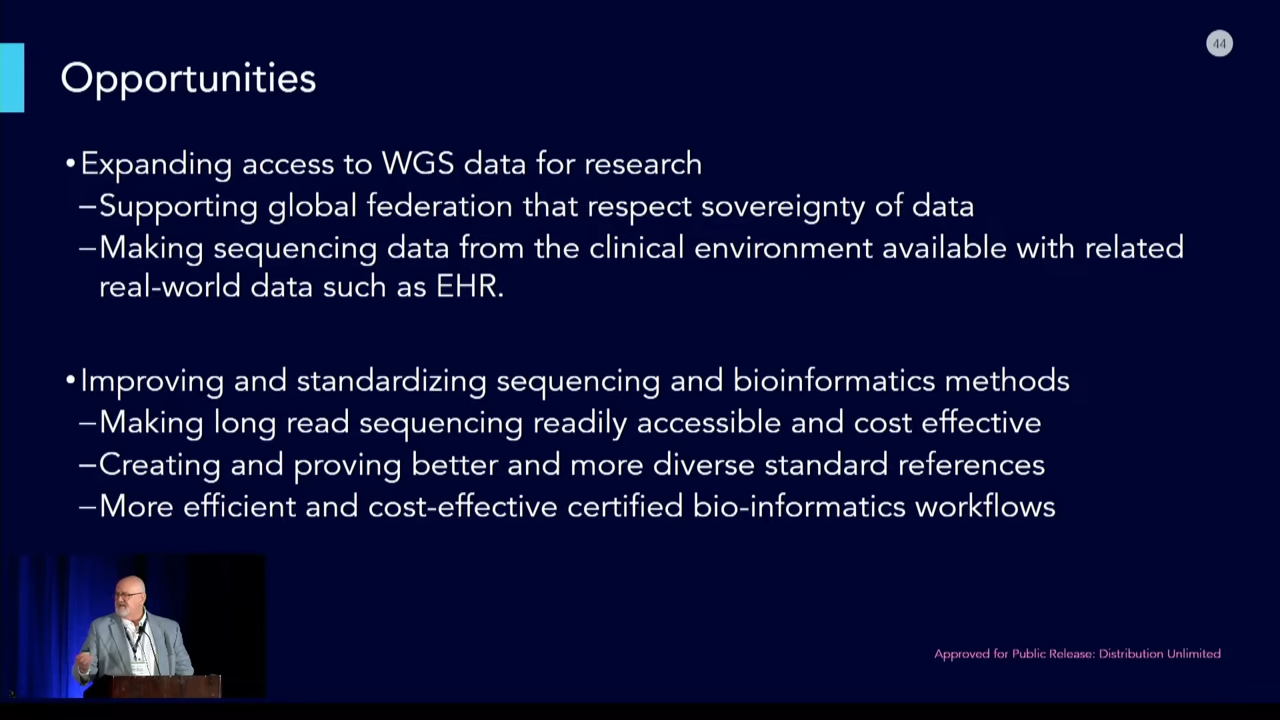 44
Opportunities
•Expanding access to WGS data for research
–Supporting global federation that respect sovereignty of data
–Making sequencing data from the clinical environment available with related
real-world data such as EHR.
•Improving and standardizing sequencing and bioinformatics methods
–Making long read sequencing readily accessible and cost effective
–Creating and proving better and more diverse standard references
–More efficient and cost-effective certified bio-informatics workflows
Approved for Public Release: Distribution Unlimited